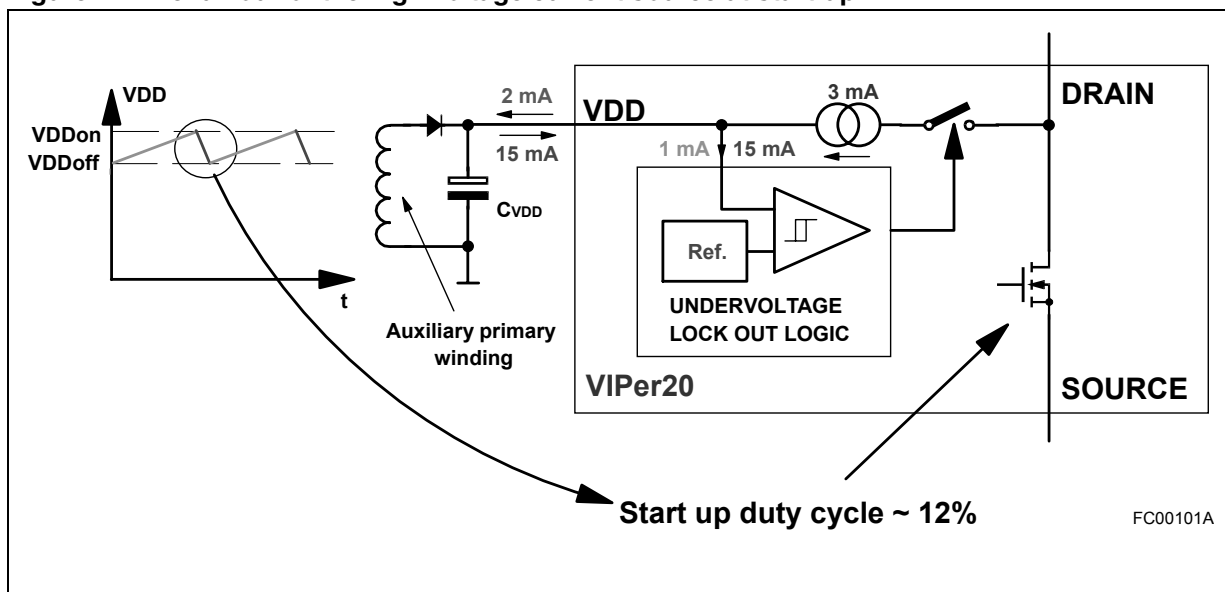 VDD
VDDon
VDDoff
t
2 mA
15 mA
CVDD
Auxiliary primary
winding
VDD
3 mA
DRAIN
1 mA 15 mA
Ref.
UNDERVOLTAGE
LOCK OUT LOGIC
VIPer20
SOURCE
Start up duty cycle ~ 12%
FC00101A